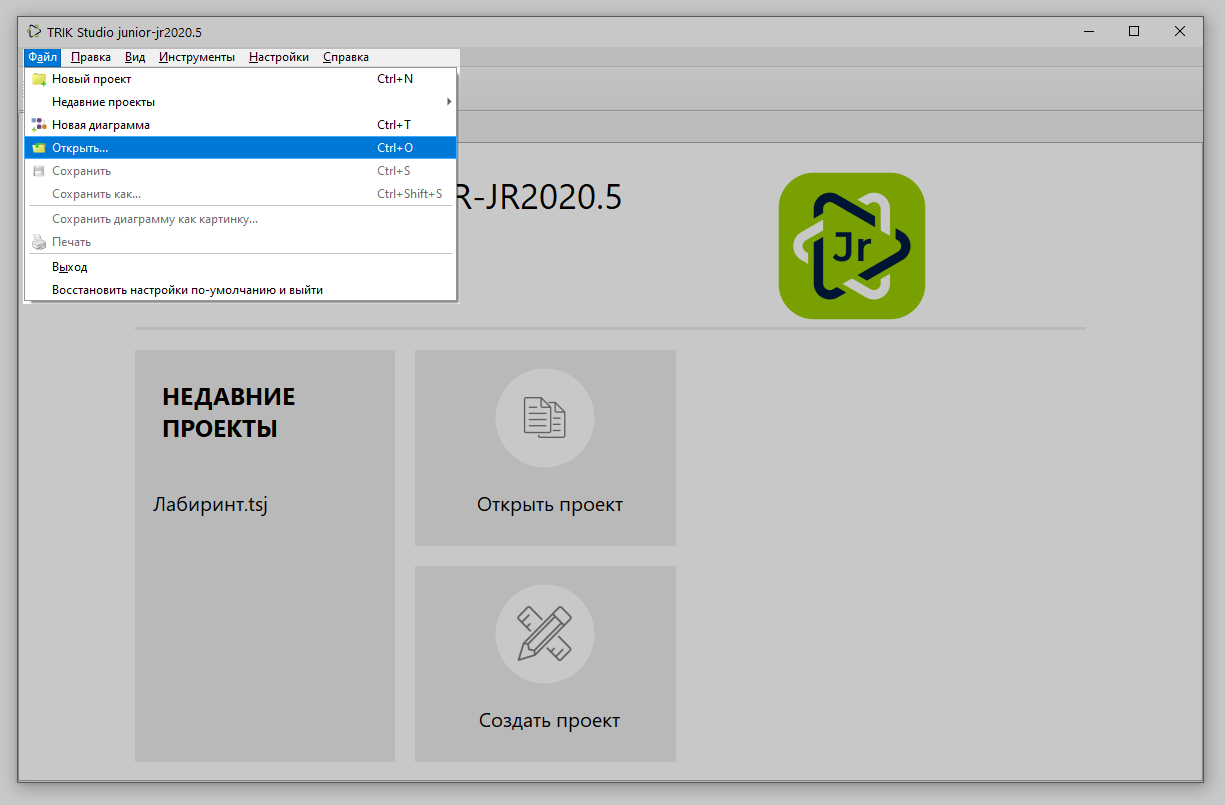 TRIK Studio junior-jr2020.5
Файл Правка Вид Инструменты Настройки Справка
Новый проект Ctrl+N
Недавние проекты
Новая диаграмма Ctrl+T
Открыть... Ctrl+O
Сохранить Ctrl+S
Сохранить как... Ctrl+Shift+S
Сохранить диаграмму как картинку...
Печать
Выход
Восстановить настройки по-умолчанию и выйти
R-JR2020.5
Jr
НЕДАВНИЕ
ПРОЕКТЫ
Лабиринт.tsj
Открыть проект
Создать проект